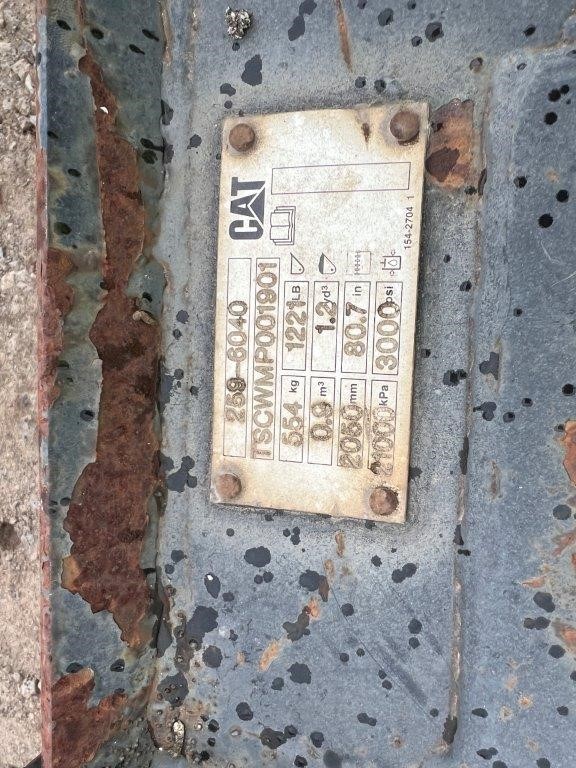 CAT
259-6040
TSCWMP001901
554 kg 1221 LB
0.9 m³ 1.2 yd³
2050 mm 80.7 in
21000 kPa 3000 psi
154-2704 1